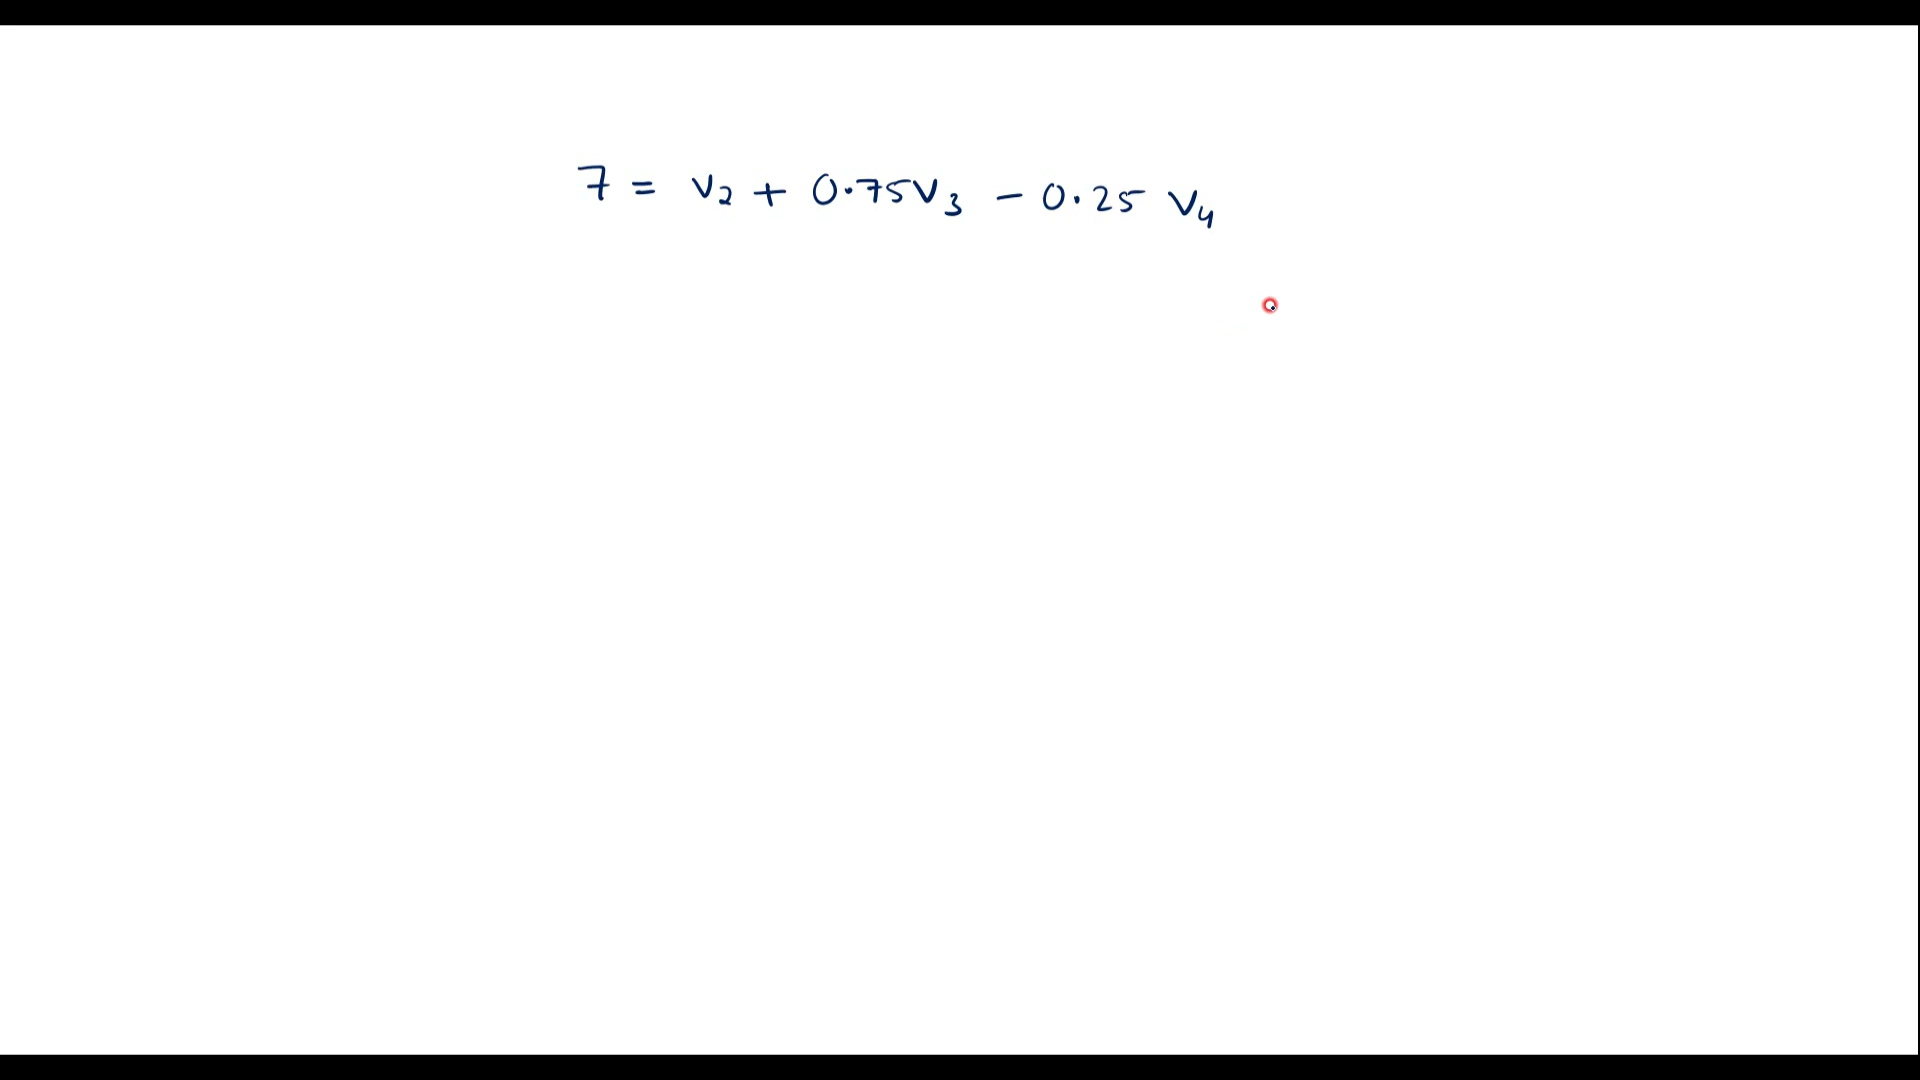 7 = v₂ + 0.75v₃ - 0.25 v₄